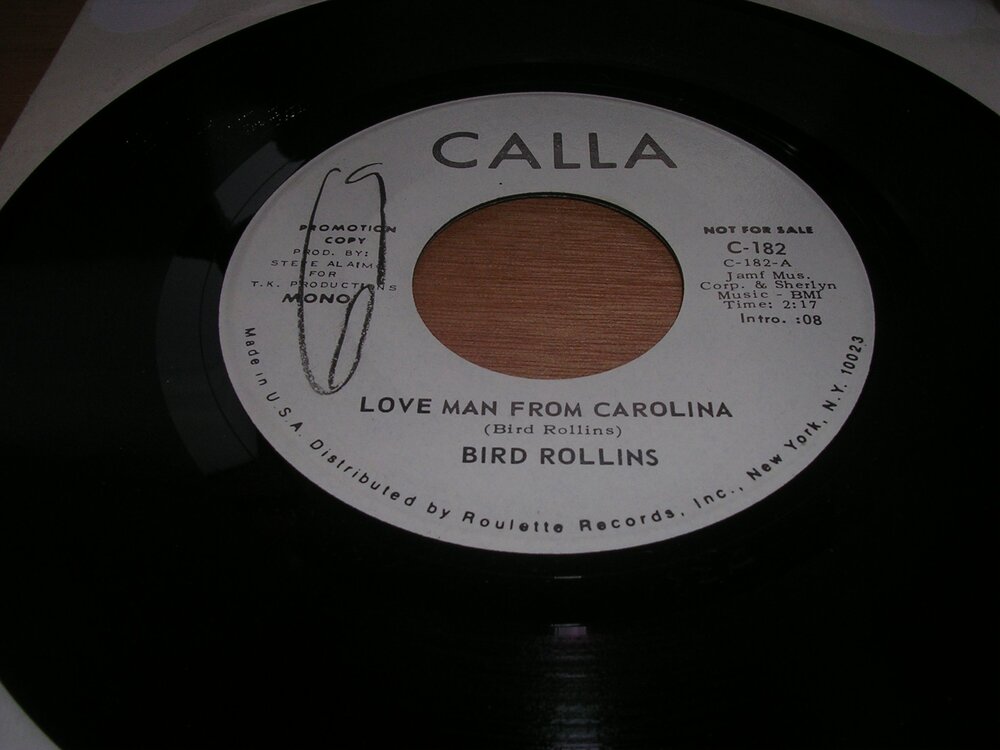 CALLA
PROMOTION
COPY
PROD. BY:
STEVE ALAIMO
FOR
T.K. PRODUCTIONS
MONO
NOT FOR SALE
C-182
C-182-A
Jamf Mus.
Corp. & Sherlyn
Music - BMI
Time: 2:17
Intro. :08
LOVE MAN FROM CAROLINA
(Bird Rollins)
BIRD ROLLINS
Made in U.S.A. Distributed by Roulette Records, Inc., New York, N.Y. 10023